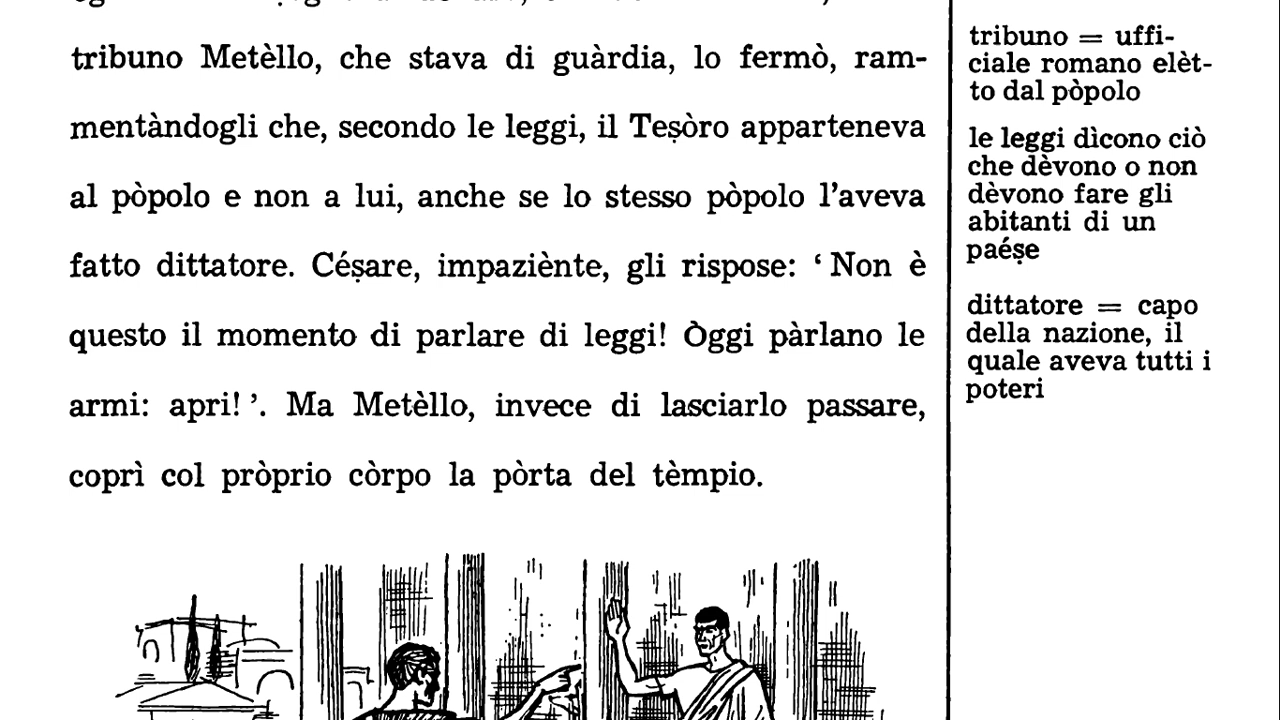 tribuno Metèllo, che stava di guàrdia, lo fermò, ram-
mentàndogli che, secondo le leggi, il Teṣòro apparteneva
al pòpolo e non a lui, anche se lo stesso pòpolo l’aveva
fatto dittatore. Céṣare, impaziènte, gli rispose: ‘ Non è
questo il momento di parlare di leggi! Òggi pàrlano le
armi: apri! ’. Ma Metèllo, invece di lasciarlo passare,
coprì col pròprio còrpo la pòrta del tèmpio.
tribuno = uffi-
ciale romano elèt-
to dal pòpolo
le leggi dìcono ciò
che dèvono o non
dèvono fare gli
abitanti di un
paéṣe
dittatore = capo
della nazione, il
quale aveva tutti i
poteri